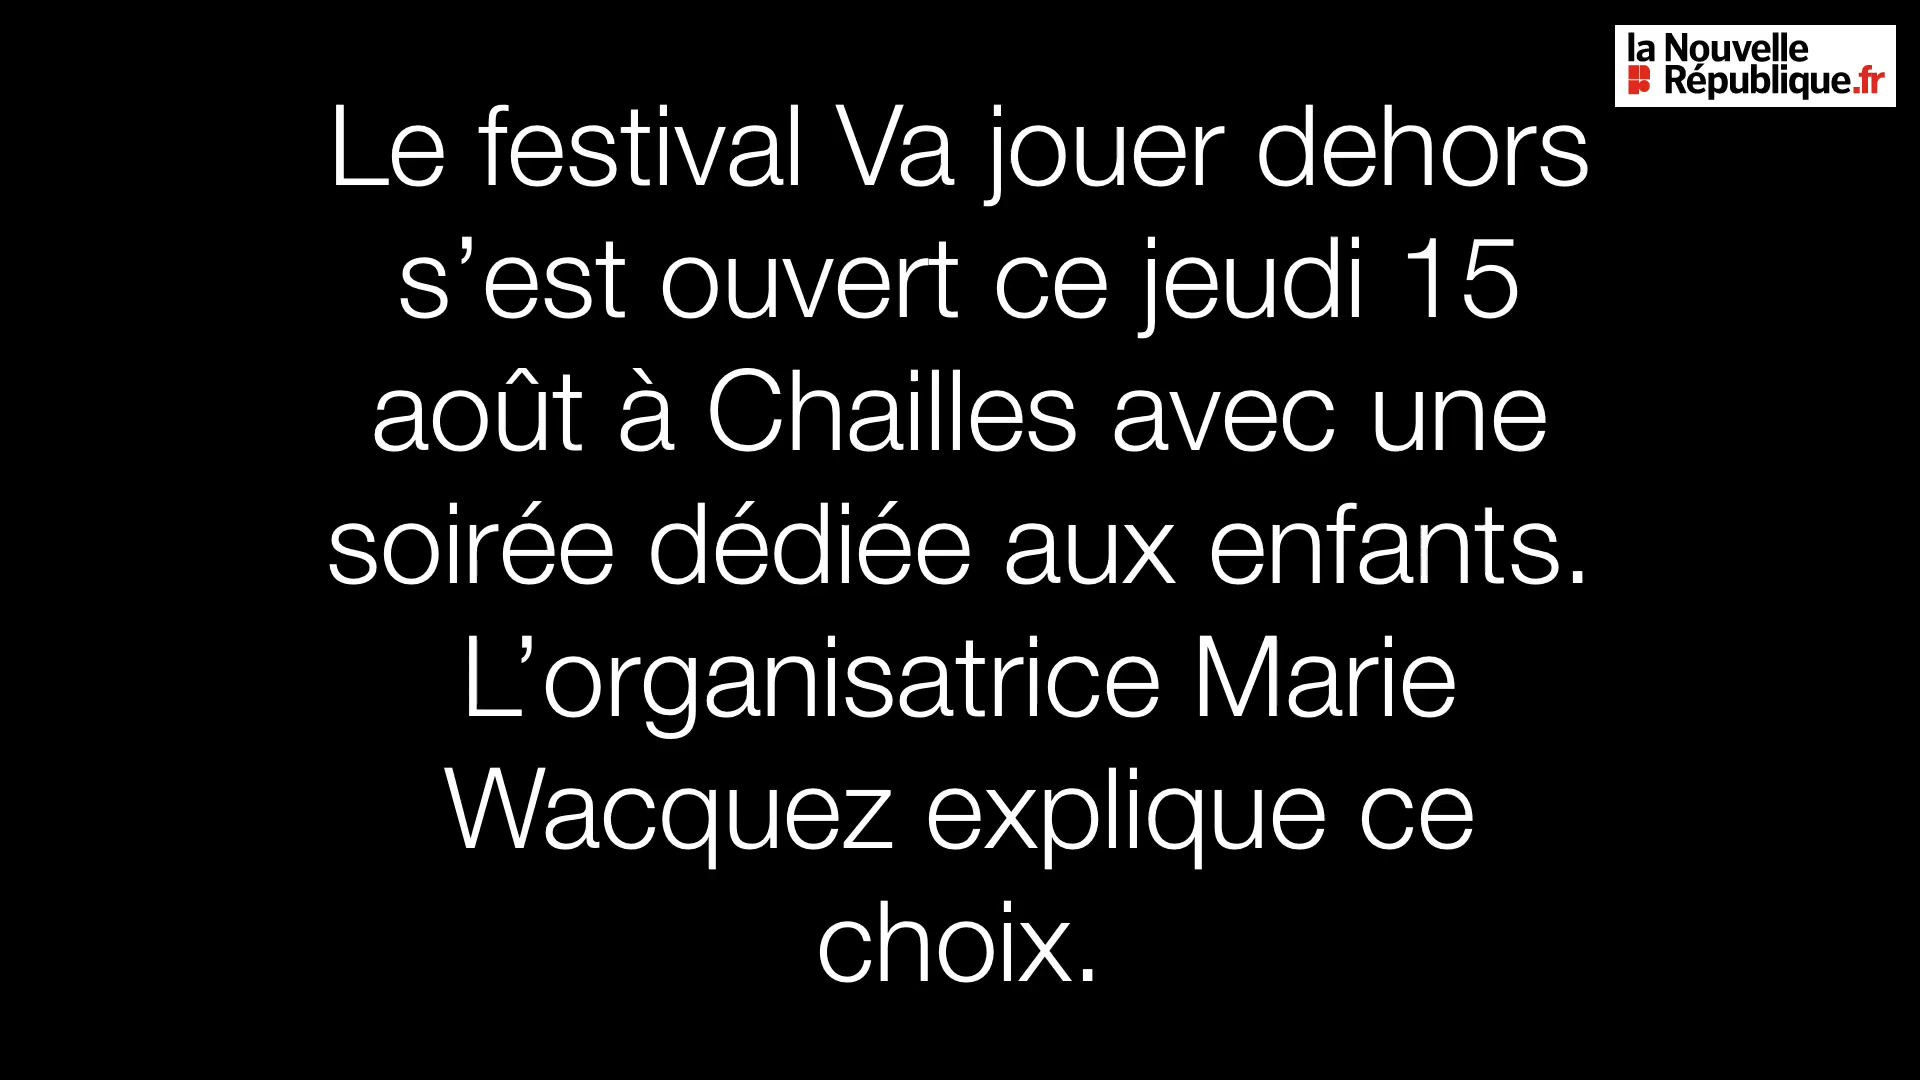 la Nouvelle
République.fr
Le festival Va jouer dehors
s’est ouvert ce jeudi 15
août à Chailles avec une
soirée dédiée aux enfants.
L’organisatrice Marie
Wacquez explique ce
choix.